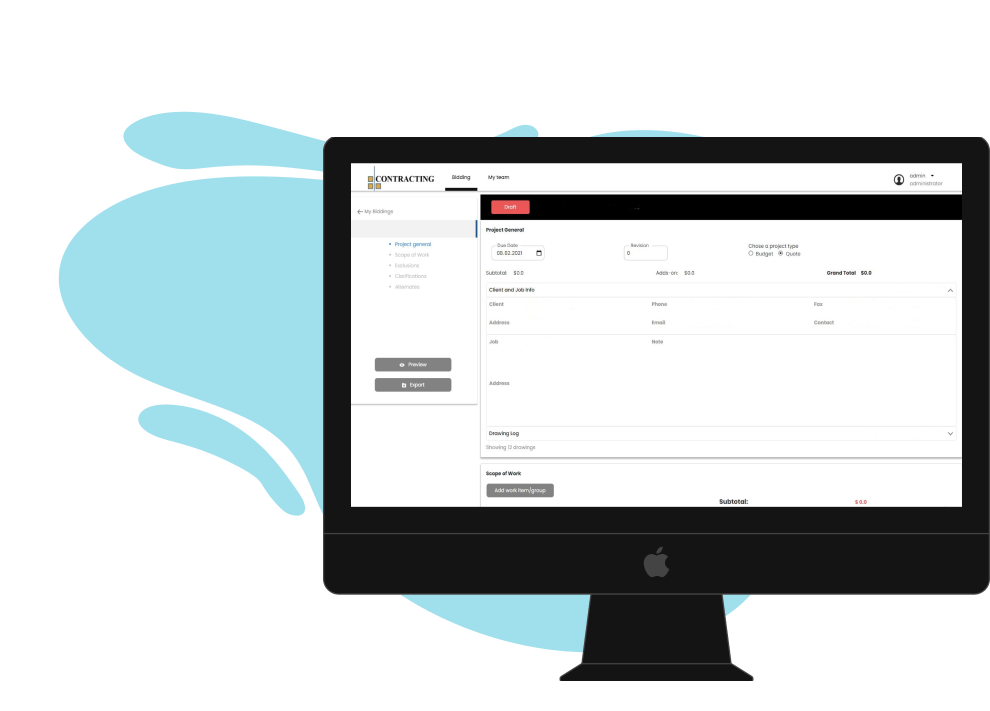 CONTRACTING
Bidding
My team
admin
administrator
My Biddings
Project general
Scope of Work
Exclusions
Clarifications
Alternates
Preview
Export
Draft
Project General
Due Date
Revision
Chose a project type
08.02.2021
0
Budget
Quote
Subtotal: $0.0
Adds-on: $0.0
Grand Total $0.0
Client and Job Info
Client
Phone
Fax
Address
Email
Contact
Job
Note
Address
Drawing Log
Showing 13 drawings
Scope of Work
Add work item/group
Subtotal:
$ 0.0